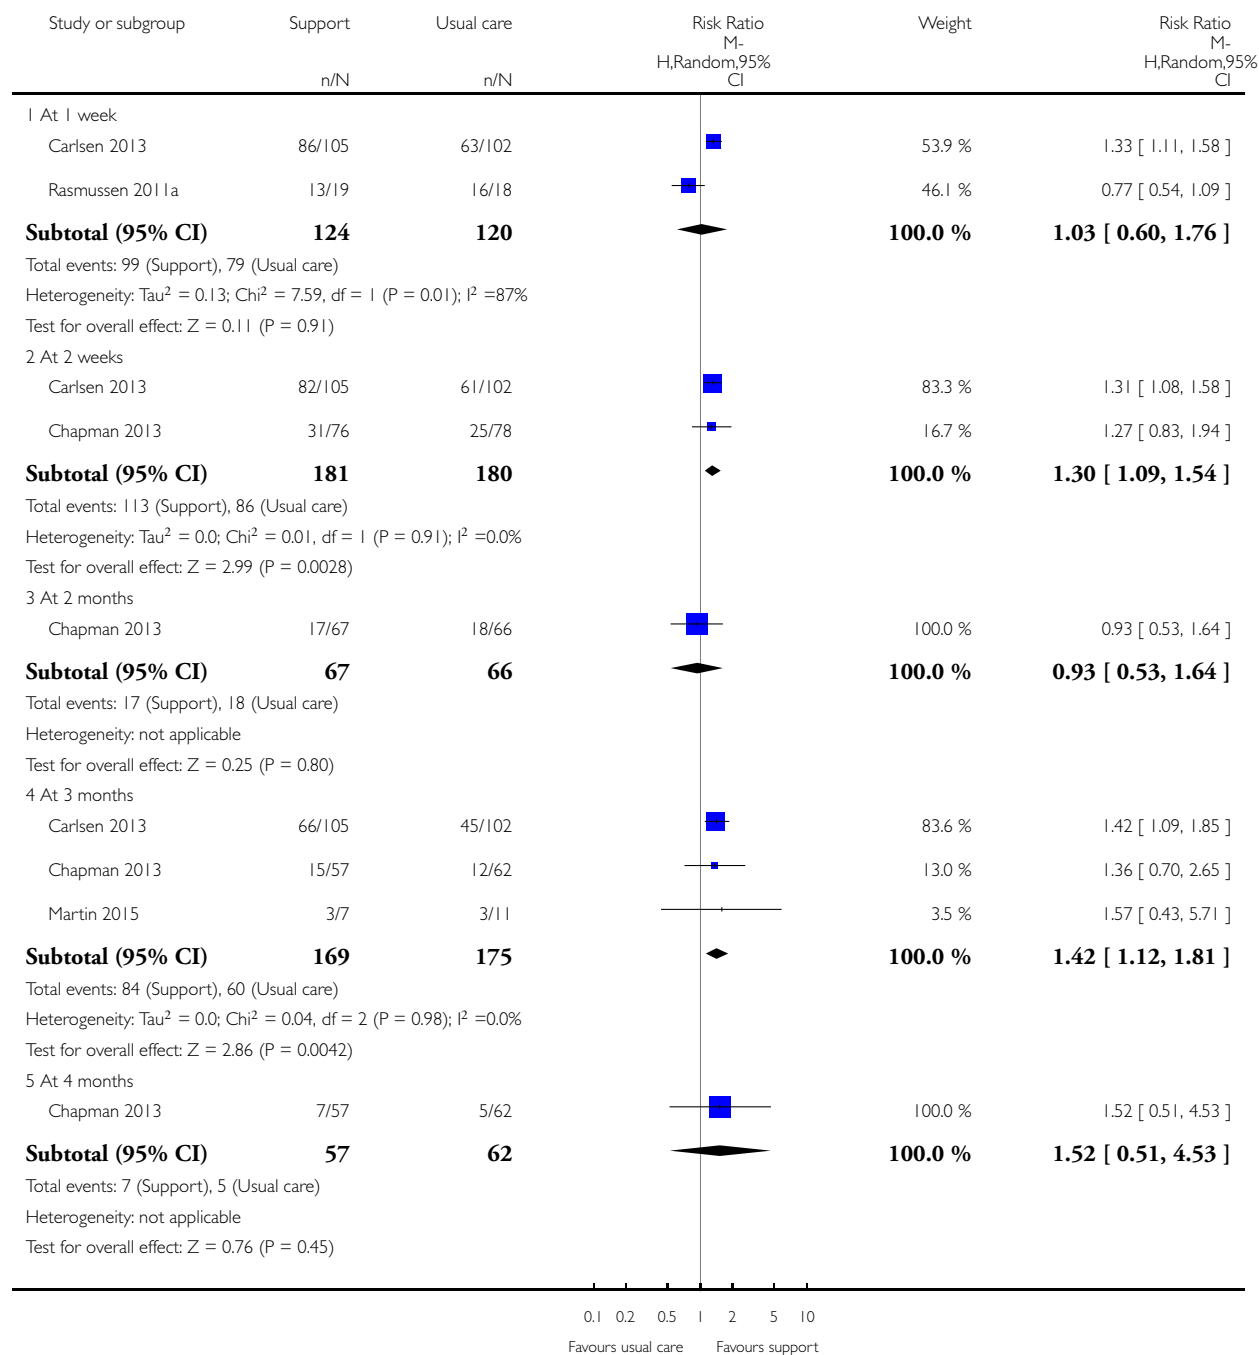 Study or subgroup Support Usual care Risk Ratio Weight Risk Ratio
M- M-
H,Random,95% H,Random,95%
n/N n/N CI CI
1 At 1 week
Carlsen 2013 86/105 63/102 53.9 % 1.33 [ 1.11, 1.58 ]
Rasmussen 2011a 13/19 16/18 46.1 % 0.77 [ 0.54, 1.09 ]
Subtotal (95% CI) 124 120 100.0 % 1.03 [ 0.60, 1.76 ]
Total events: 99 (Support), 79 (Usual care)
Heterogeneity: Tau² = 0.13; Chi² = 7.59, df = 1 (P = 0.01); I² =87%
Test for overall effect: Z = 0.11 (P = 0.91)
2 At 2 weeks
Carlsen 2013 82/105 61/102 83.3 % 1.31 [ 1.08, 1.58 ]
Chapman 2013 31/76 25/78 16.7 % 1.27 [ 0.83, 1.94 ]
Subtotal (95% CI) 181 180 100.0 % 1.30 [ 1.09, 1.54 ]
Total events: 113 (Support), 86 (Usual care)
Heterogeneity: Tau² = 0.0; Chi² = 0.01, df = 1 (P = 0.91); I² =0.0%
Test for overall effect: Z = 2.99 (P = 0.0028)
3 At 2 months
Chapman 2013 17/67 18/66 100.0 % 0.93 [ 0.53, 1.64 ]
Subtotal (95% CI) 67 66 100.0 % 0.93 [ 0.53, 1.64 ]
Total events: 17 (Support), 18 (Usual care)
Heterogeneity: not applicable
Test for overall effect: Z = 0.25 (P = 0.80)
4 At 3 months
Carlsen 2013 66/105 45/102 83.6 % 1.42 [ 1.09, 1.85 ]
Chapman 2013 15/57 12/62 13.0 % 1.36 [ 0.70, 2.65 ]
Martin 2015 3/7 3/11 3.5 % 1.57 [ 0.43, 5.71 ]
Subtotal (95% CI) 169 175 100.0 % 1.42 [ 1.12, 1.81 ]
Total events: 84 (Support), 60 (Usual care)
Heterogeneity: Tau² = 0.0; Chi² = 0.04, df = 2 (P = 0.98); I² =0.0%
Test for overall effect: Z = 2.86 (P = 0.0042)
5 At 4 months
Chapman 2013 7/57 5/62 100.0 % 1.52 [ 0.51, 4.53 ]
Subtotal (95% CI) 57 62 100.0 % 1.52 [ 0.51, 4.53 ]
Total events: 7 (Support), 5 (Usual care)
Heterogeneity: not applicable
Test for overall effect: Z = 0.76 (P = 0.45)
0.1 0.2 0.5 1 2 5 10
Favours usual care Favours support